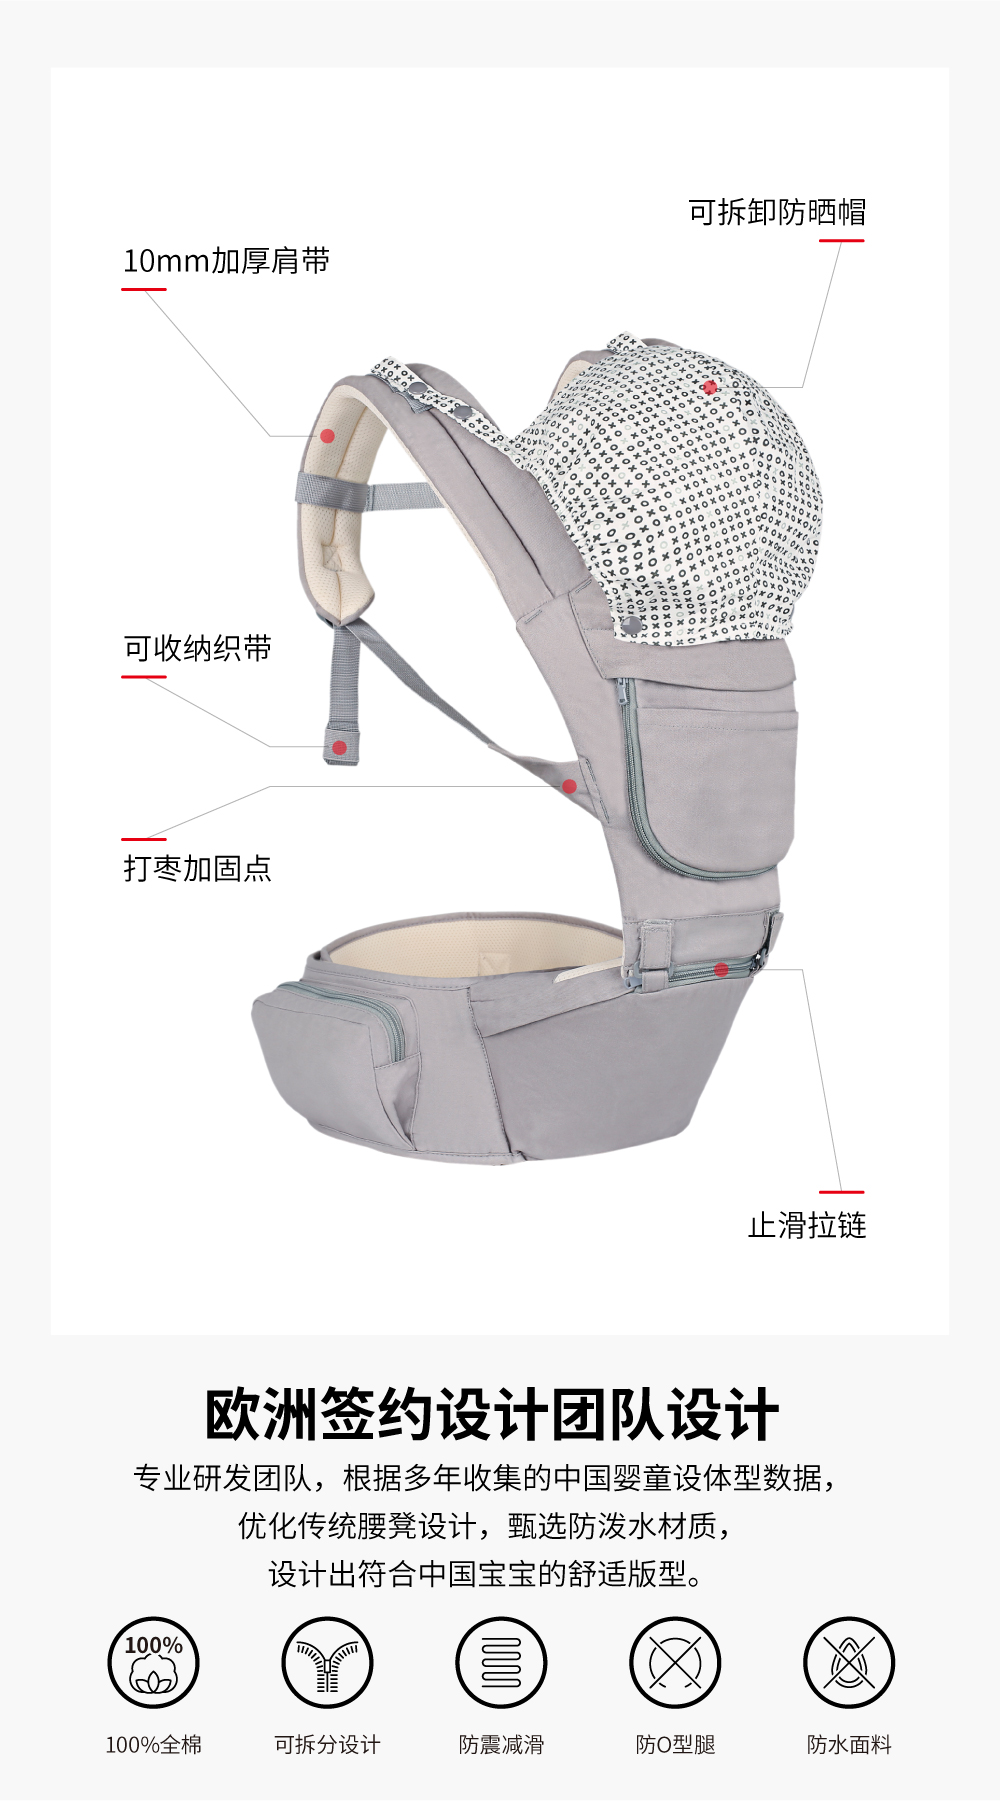 可拆卸防晒帽
10mm加厚肩带
可收纳织带
打枣加固点
止滑拉链
欧洲签约设计团队设计
专业研发团队，根据多年收集的中国婴童设体型数据，
优化传统腰凳设计，甄选防泼水材质，
设计出符合中国宝宝的舒适版型。
100%
100%全棉
可拆分设计
防震减滑
防O型腿
防水面料